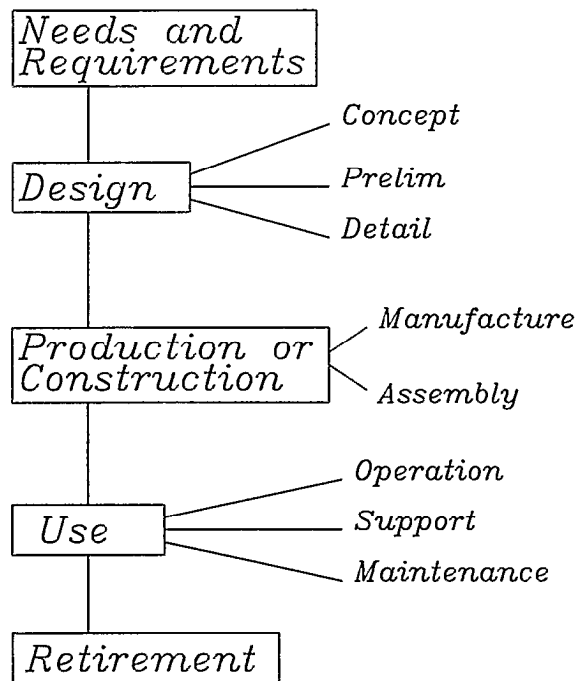 Needs and
Requirements
Concept
Design
Prelim
Detail
Manufacture
Production or
Construction
Assembly
Operation
Use
Support
Maintenance
Retirement